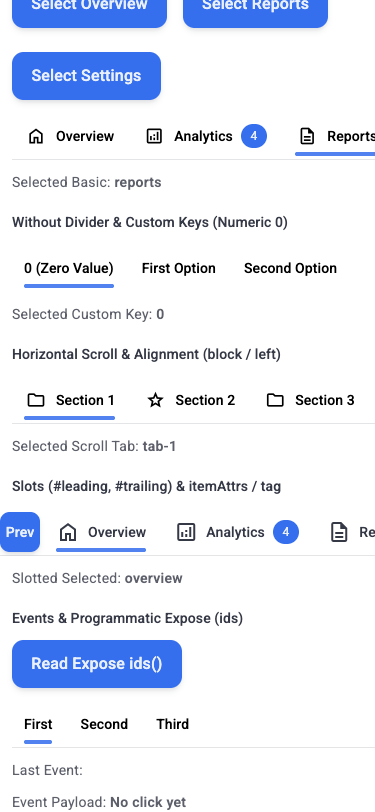 Select Overview Select Reports
Select Settings
Overview Analytics 4 Reports
Selected Basic: reports
Without Divider & Custom Keys (Numeric 0)
0 (Zero Value) First Option Second Option
Selected Custom Key: 0
Horizontal Scroll & Alignment (block / left)
Section 1 Section 2 Section 3
Selected Scroll Tab: tab-1
Slots (#leading, #trailing) & itemAttrs / tag
Prev Overview Analytics 4 Re
Slotted Selected: overview
Events & Programmatic Expose (ids)
Read Expose ids()
First Second Third
Last Event:
Event Payload: No click yet